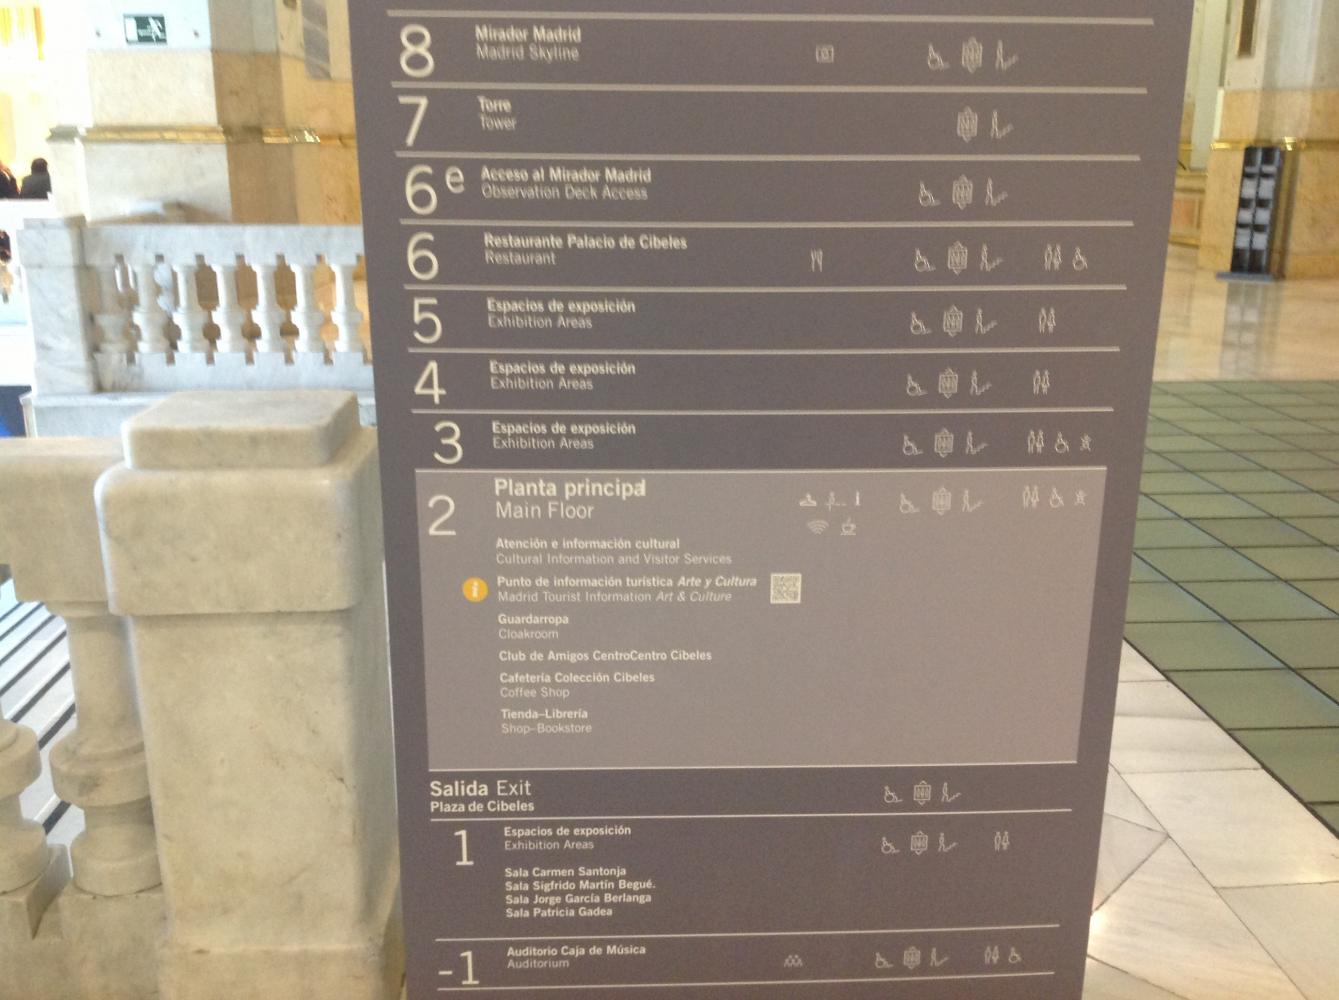 8 Mirador Madrid
Madrid Skyline
7 Torre
Tower
6e Acceso al Mirador Madrid
Observation Deck Access
6 Restaurante Palacio de Cibeles
Restaurant
5 Espacios de exposición
Exhibition Areas
4 Espacios de exposición
Exhibition Areas
3 Espacios de exposición
Exhibition Areas
2 Planta principal
Main Floor
Atención e información cultural
Cultural Information and Visitor Services
i Punto de información turística Arte y Cultura
Madrid Tourist Information Art & Culture
Guardarropa
Cloakroom
Club de Amigos CentroCentro Cibeles
Cafetería Colección Cibeles
Coffee Shop
Tienda–Librería
Shop–Bookstore
Salida Exit
Plaza de Cibeles
1 Espacios de exposición
Exhibition Areas
Sala Carmen Santonja
Sala Sigfrido Martín Begué.
Sala Jorge García Berlanga
Sala Patricia Gadea
-1 Auditorio Caja de Música
Auditorium